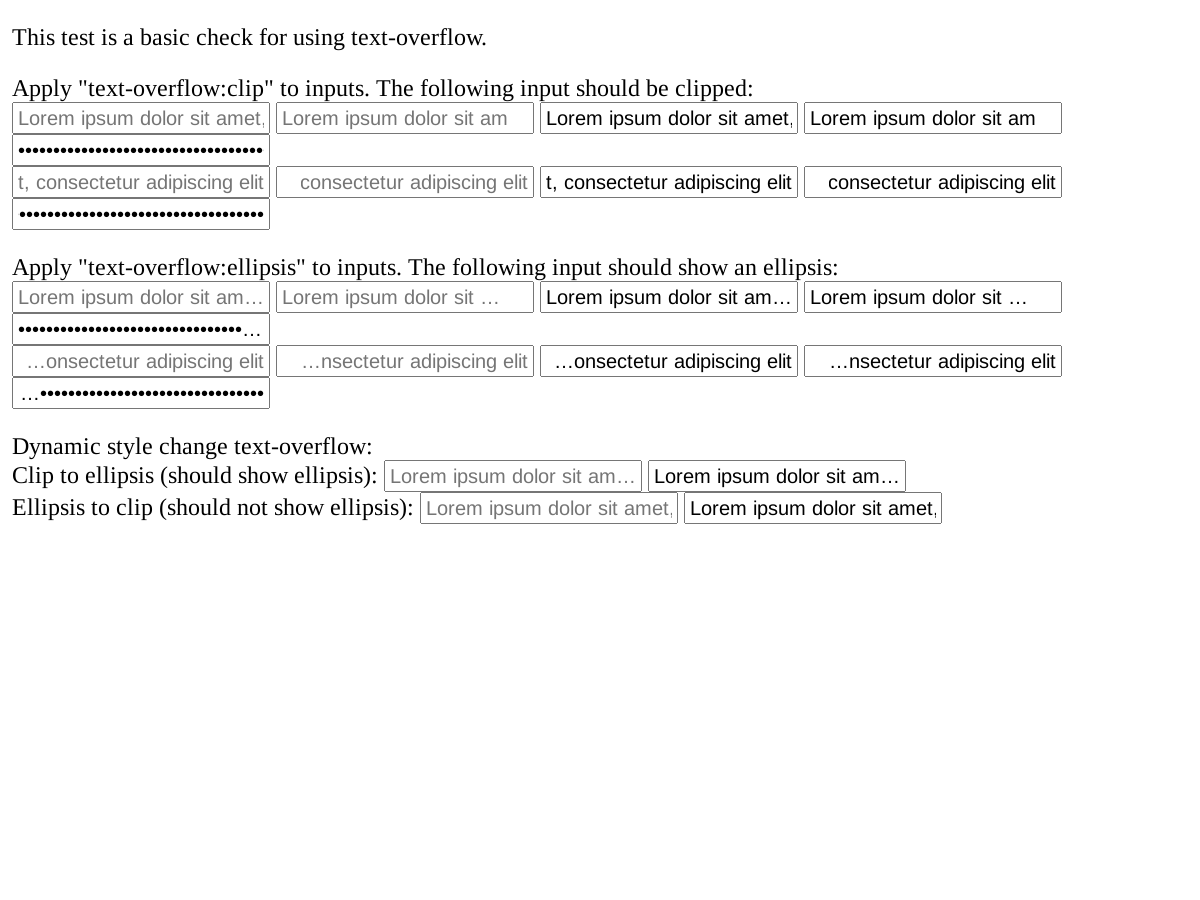 This test is a basic check for using text-overflow.
Apply "text-overflow:clip" to inputs. The following input should be clipped:
Lorem ipsum dolor sit amet, Lorem ipsum dolor sit am Lorem ipsum dolor sit amet, Lorem ipsum dolor sit am
•••••••••••••••••••••••••••••••••••
t, consectetur adipiscing elit consectetur adipiscing elit t, consectetur adipiscing elit consectetur adipiscing elit
•••••••••••••••••••••••••••••••••••
Apply "text-overflow:ellipsis" to inputs. The following input should show an ellipsis:
Lorem ipsum dolor sit am… Lorem ipsum dolor sit … Lorem ipsum dolor sit am… Lorem ipsum dolor sit …
••••••••••••••••••••••••••••••••…
…onsectetur adipiscing elit …nsectetur adipiscing elit …onsectetur adipiscing elit …nsectetur adipiscing elit
…••••••••••••••••••••••••••••••••
Dynamic style change text-overflow:
Clip to ellipsis (should show ellipsis): Lorem ipsum dolor sit am… Lorem ipsum dolor sit am…
Ellipsis to clip (should not show ellipsis): Lorem ipsum dolor sit amet, Lorem ipsum dolor sit amet,